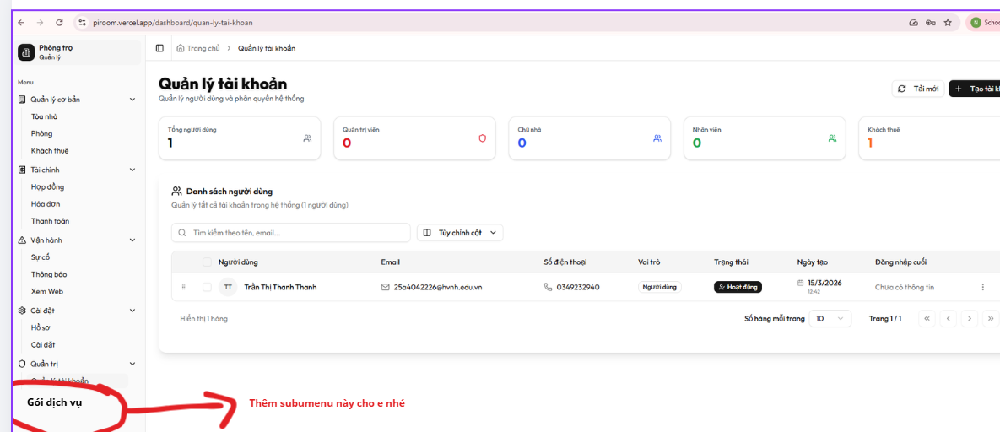 piroom.vercel.app/dashboard/quan-ly-tai-khoan
N
Phòng trọ
Quản lý
Trang chủ > Quản lý tài khoản
Menu
Quản lý cơ bản
Tòa nhà
Phòng
Khách thuê
Tài chính
Hợp đồng
Hóa đơn
Thanh toán
Vận hành
Sự cố
Thông báo
Xem Web
Cài đặt
Hồ sơ
Cài đặt
Quản trị
Quản lý tài khoản
Gói dịch vụ
Thêm subumenu này cho e nhé
Quản lý tài khoản
Quản lý người dùng và phân quyền hệ thống
Tải mới
+ Tạo tài
Tổng người dùng
1
Quản trị viên
0
Chủ nhà
0
Nhân viên
0
Khách thuê
1
Danh sách người dùng
Quản lý tất cả tài khoản trong hệ thống (1 người dùng)
Tìm kiếm theo tên, email...
Tùy chỉnh cột
Người dùng Email Số điện thoại Vai trò Trạng thái Ngày tạo Đăng nhập cuối
TT Trần Thị Thanh Thanh 25a4042226@hvnh.edu.vn 0349232940 Người dùng Hoạt động 15/3/2026 Chưa có thông tin
12:42
Hiển thị 1 hàng Số hàng mỗi trang 10 Trang 1 / 1